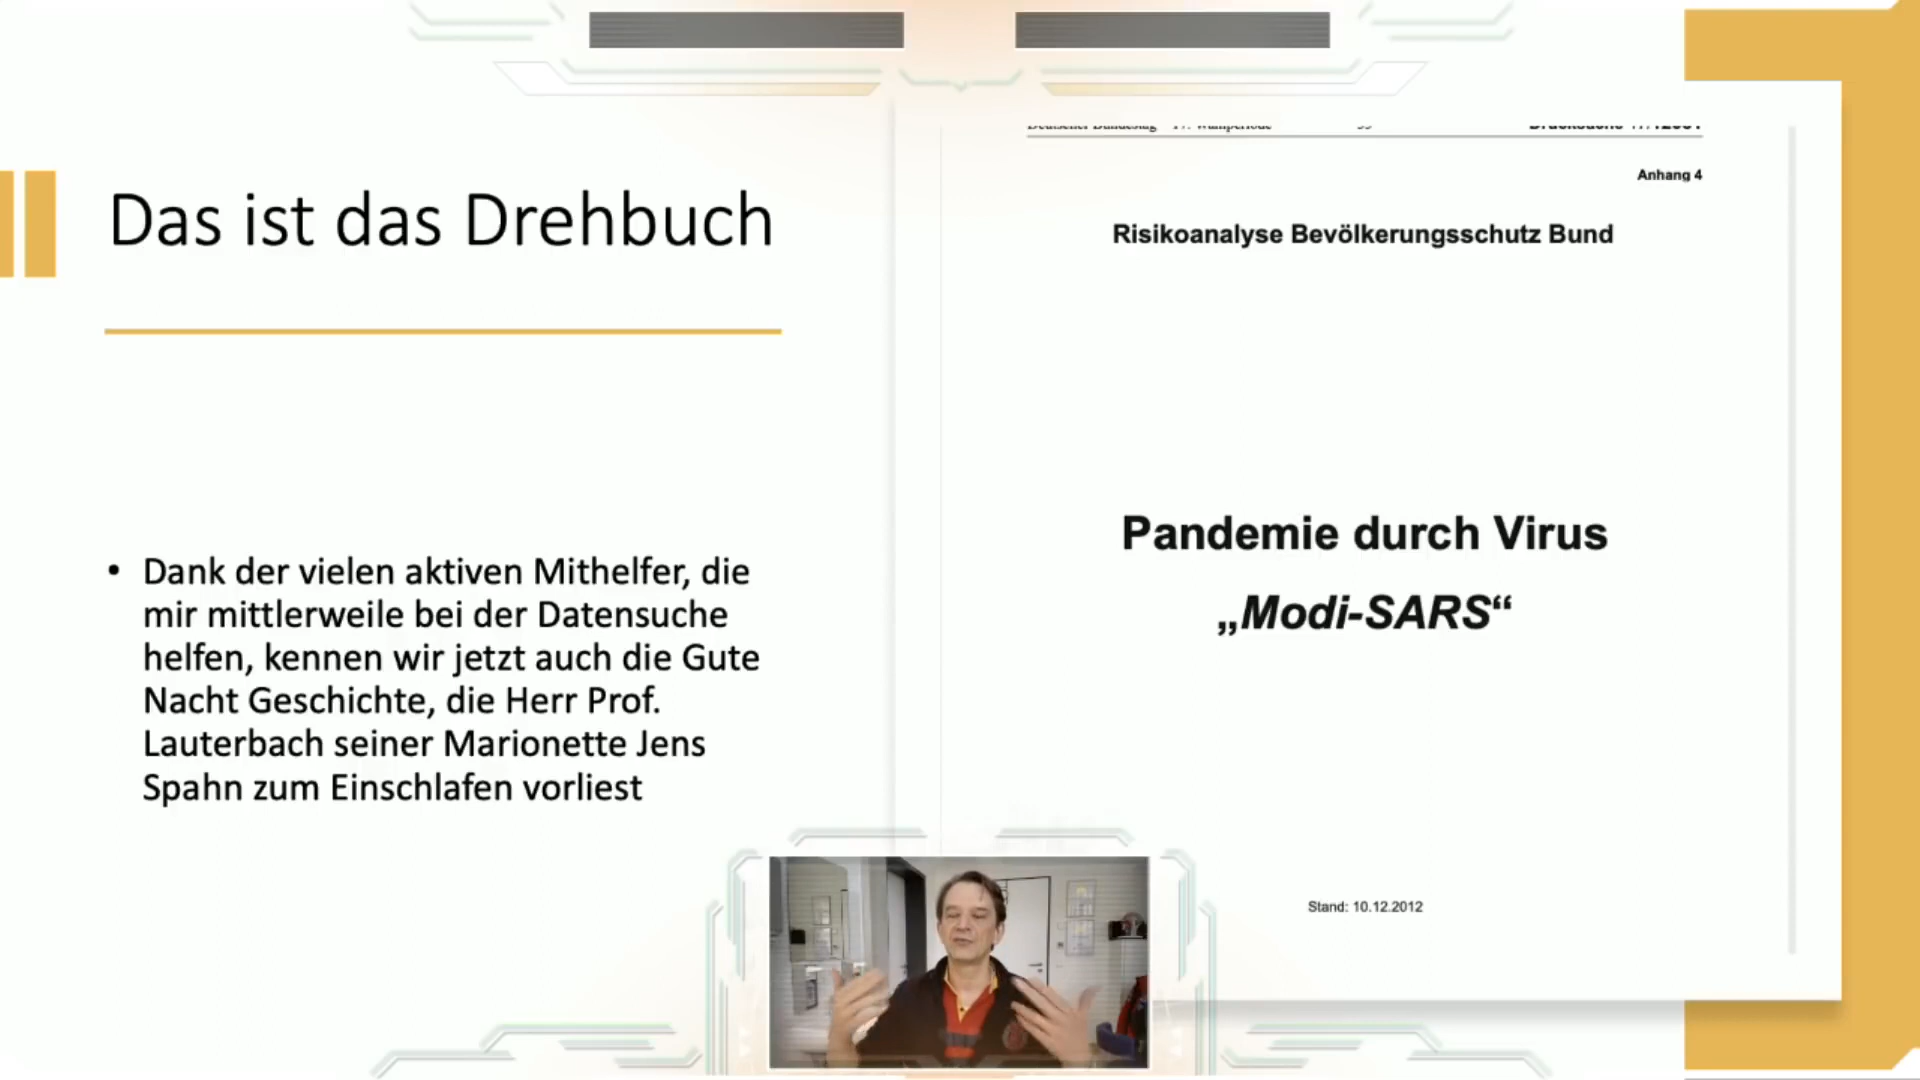 Das ist das Drehbuch
• Dank der vielen aktiven Mithelfer, die
mir mittlerweile bei der Datensuche
helfen, kennen wir jetzt auch die Gute
Nacht Geschichte, die Herr Prof.
Lauterbach seiner Marionette Jens
Spahn zum Einschlafen vorliest
Anhang 4
Risikoanalyse Bevölkerungsschutz Bund
Pandemie durch Virus
„Modi-SARS“
Stand: 10.12.2012